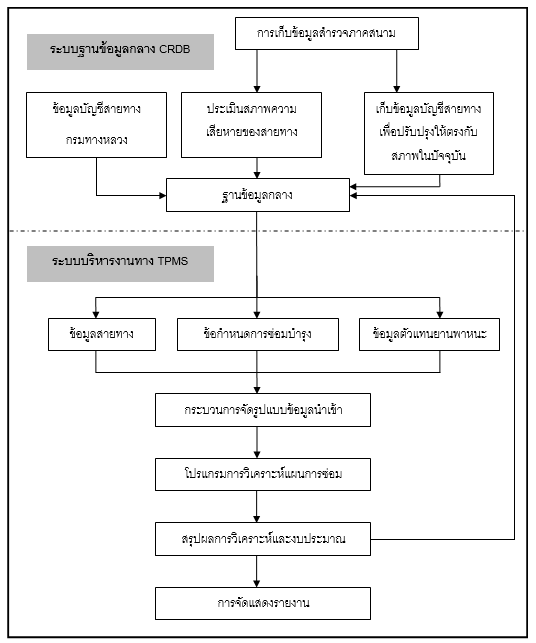 การเก็บข้อมูลสำรวจภาคสนาม
ระบบฐานข้อมูลกลาง CRDB
ข้อมูลบัญชีสายทาง
กรมทางหลวง
ประเมินสภาพความ
เสียหายของสายทาง
เก็บข้อมูลบัญชีสายทาง
เพื่อปรับปรุงให้ตรงกับ
สภาพในปัจจุบัน
ฐานข้อมูลกลาง
ระบบบริหารงานทาง TPMS
ข้อมูลสายทาง
ข้อกำหนดการซ่อมบำรุง
ข้อมูลตัวแทนยานพาหนะ
กระบวนการจัดรูปแบบข้อมูลนำเข้า
โปรแกรมการวิเคราะห์แผนการซ่อม
สรุปผลการวิเคราะห์และงบประมาณ
การจัดแสดงรายงาน